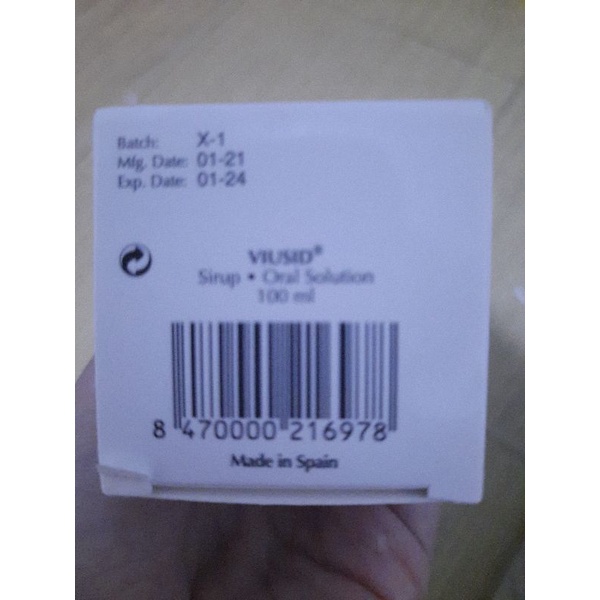 Batch: X-1
Mfg. Date: 01-21
Exp. Date: 01-24
VIUSID®
Sirup • Oral Solution
100 ml
8 470000 216978
Made in Spain